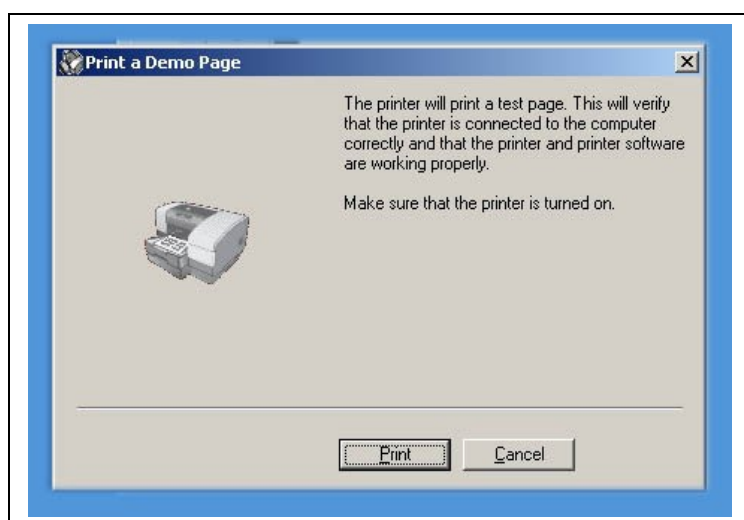 Print a Demo Page
The printer will print a test page. This will verify
that the printer is connected to the computer
correctly and that the printer and printer software
are working properly.
Make sure that the printer is turned on.
Print
Cancel